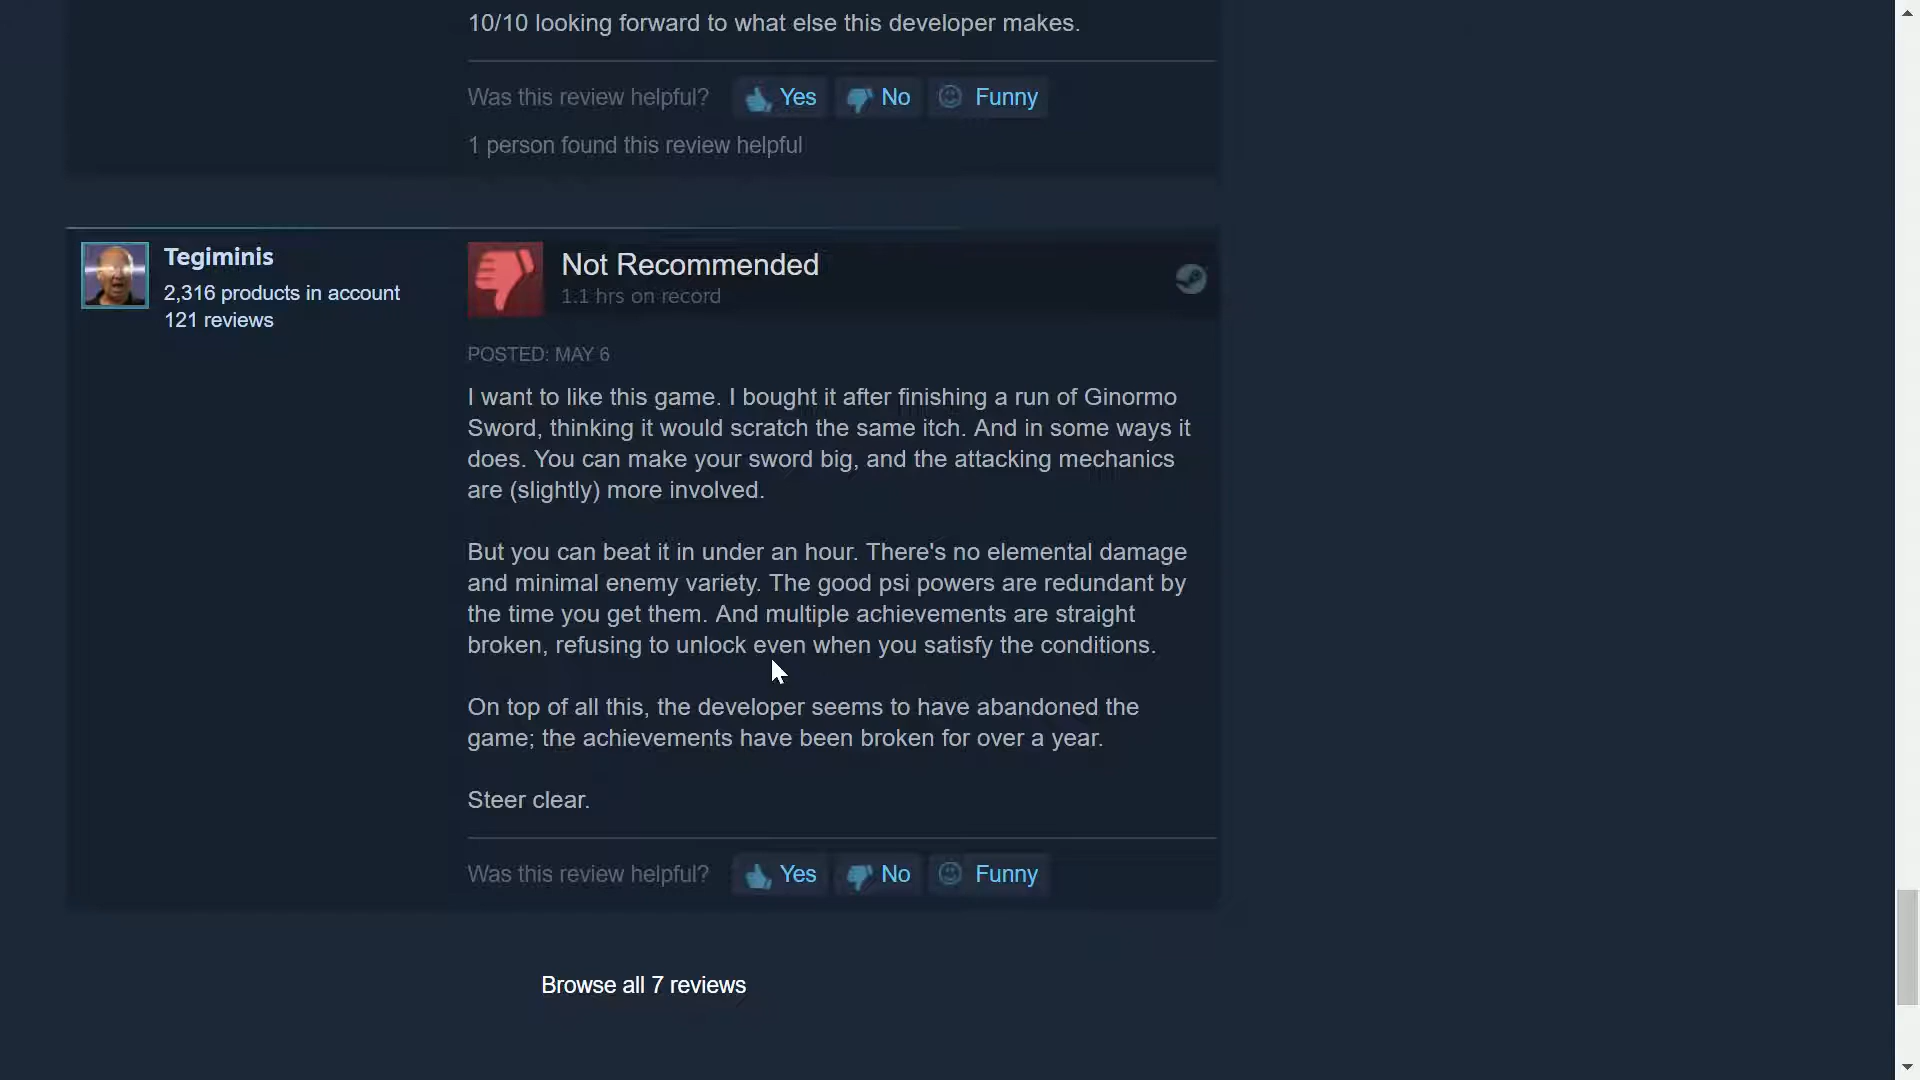 10/10 looking forward to what else this developer makes.
Was this review helpful? Yes No Funny
1 person found this review helpful
Tegiminis
2,316 products in account
121 reviews
Not Recommended
1.1 hrs on record
POSTED: MAY 6
I want to like this game. I bought it after finishing a run of Ginormo
Sword, thinking it would scratch the same itch. And in some ways it
does. You can make your sword big, and the attacking mechanics
are (slightly) more involved.
But you can beat it in under an hour. There's no elemental damage
and minimal enemy variety. The good psi powers are redundant by
the time you get them. And multiple achievements are straight
broken, refusing to unlock even when you satisfy the conditions.
On top of all this, the developer seems to have abandoned the
game; the achievements have been broken for over a year.
Steer clear.
Was this review helpful? Yes No Funny
Browse all 7 reviews